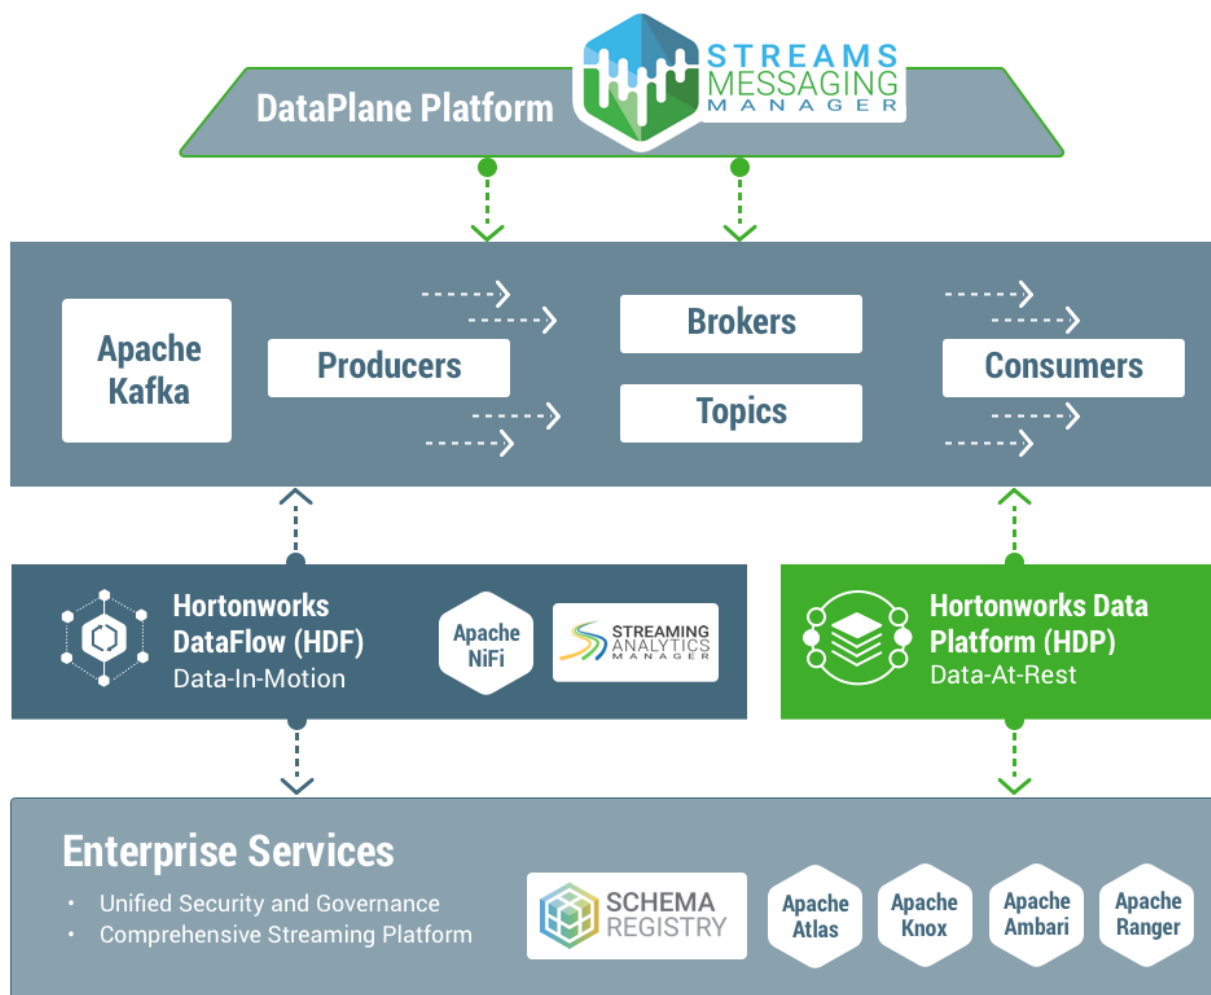 DataPlane Platform
STREAMS
MESSAGING
MANAGER
Apache
Kafka
Producers
Brokers
Topics
Consumers
Hortonworks
DataFlow (HDF)
Data-In-Motion
Apache
NiFi
STREAMING
ANALYTICS
MANAGER
Hortonworks Data
Platform (HDP)
Data-At-Rest
Enterprise Services
• Unified Security and Governance
• Comprehensive Streaming Platform
SCHEMA
REGISTRY
Apache
Atlas
Apache
Knox
Apache
Ambari
Apache
Ranger